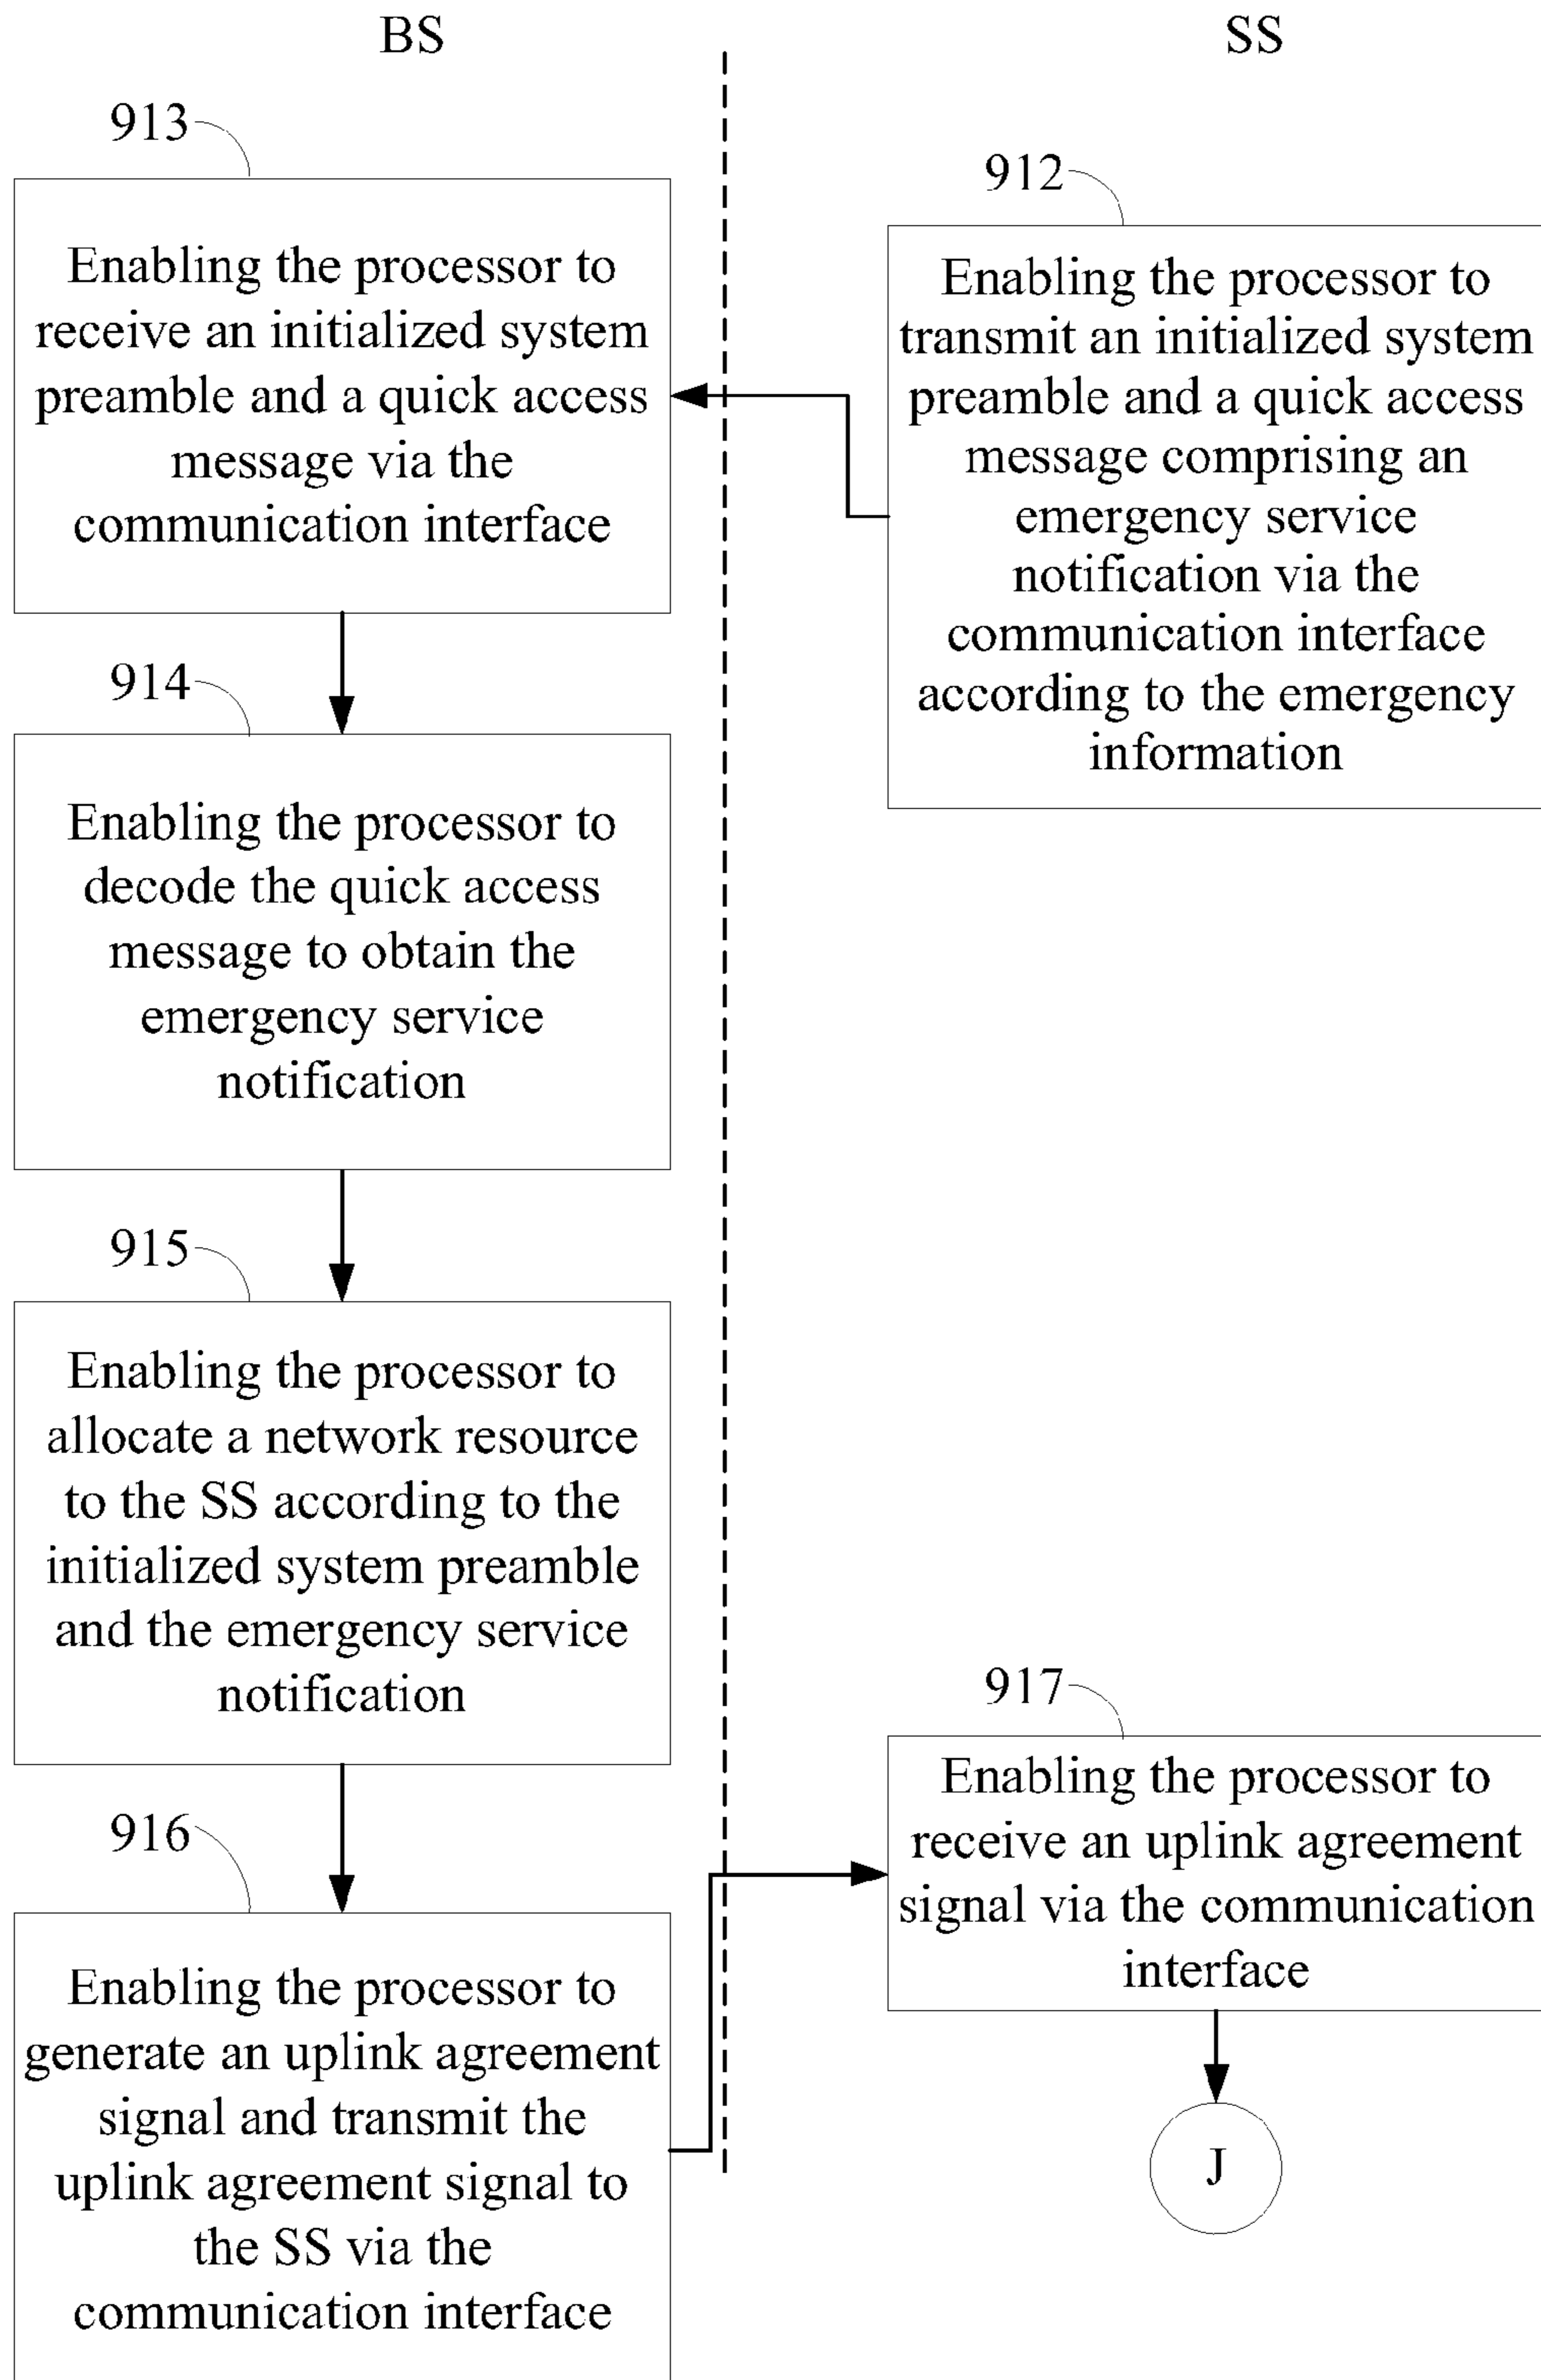 BS
SS
913
Enabling the processor to
receive an initialized system
preamble and a quick access
message via the
communication interface
912
Enabling the processor to
transmit an initialized system
preamble and a quick access
message comprising an
emergency service
notification via the
communication interface
according to the emergency
information
914
Enabling the processor to
decode the quick access
message to obtain the
emergency service
notification
915
Enabling the processor to
allocate a network resource
to the SS according to the
initialized system preamble
and the emergency service
notification
916
Enabling the processor to
generate an uplink agreement
signal and transmit the
uplink agreement signal to
the SS via the
communication interface
917
Enabling the processor to
receive an uplink agreement
signal via the communication
interface
J